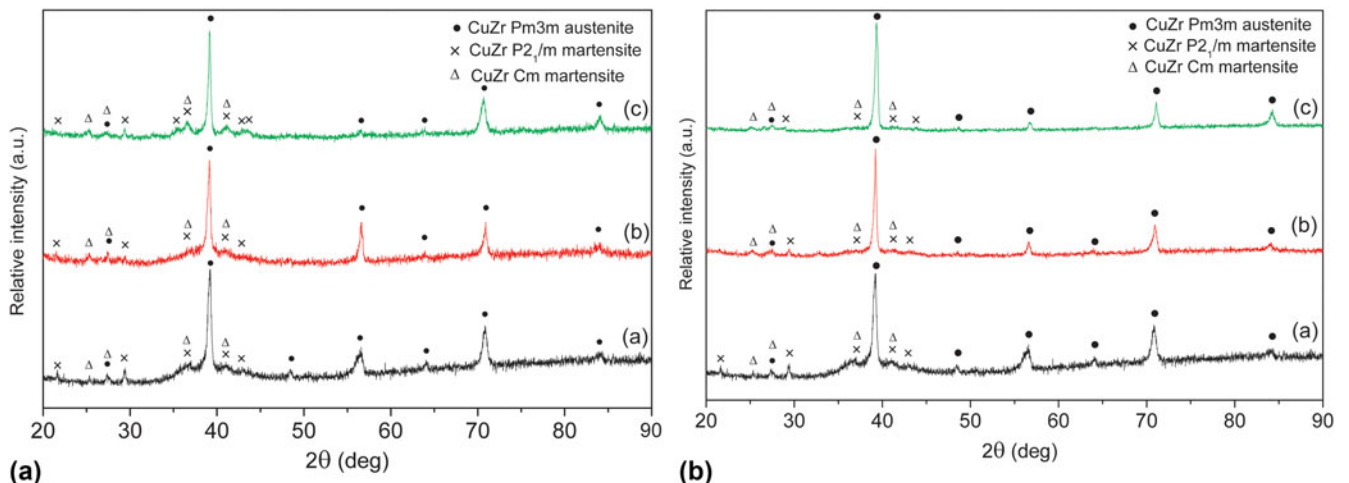 ● CuZr Pm3m austenite
× CuZr P2₁/m martensite
Δ CuZr Cm martensite
(c)
(b)
(a)
Relative intensity (a.u.)
20 30 40 50 60 70 80 90
2θ (deg)
(a)
● CuZr Pm3m austenite
× CuZr P2₁/m martensite
Δ CuZr Cm martensite
(c)
(b)
(a)
Relative intensity (a.u.)
20 30 40 50 60 70 80 90
2θ (deg)
(b)